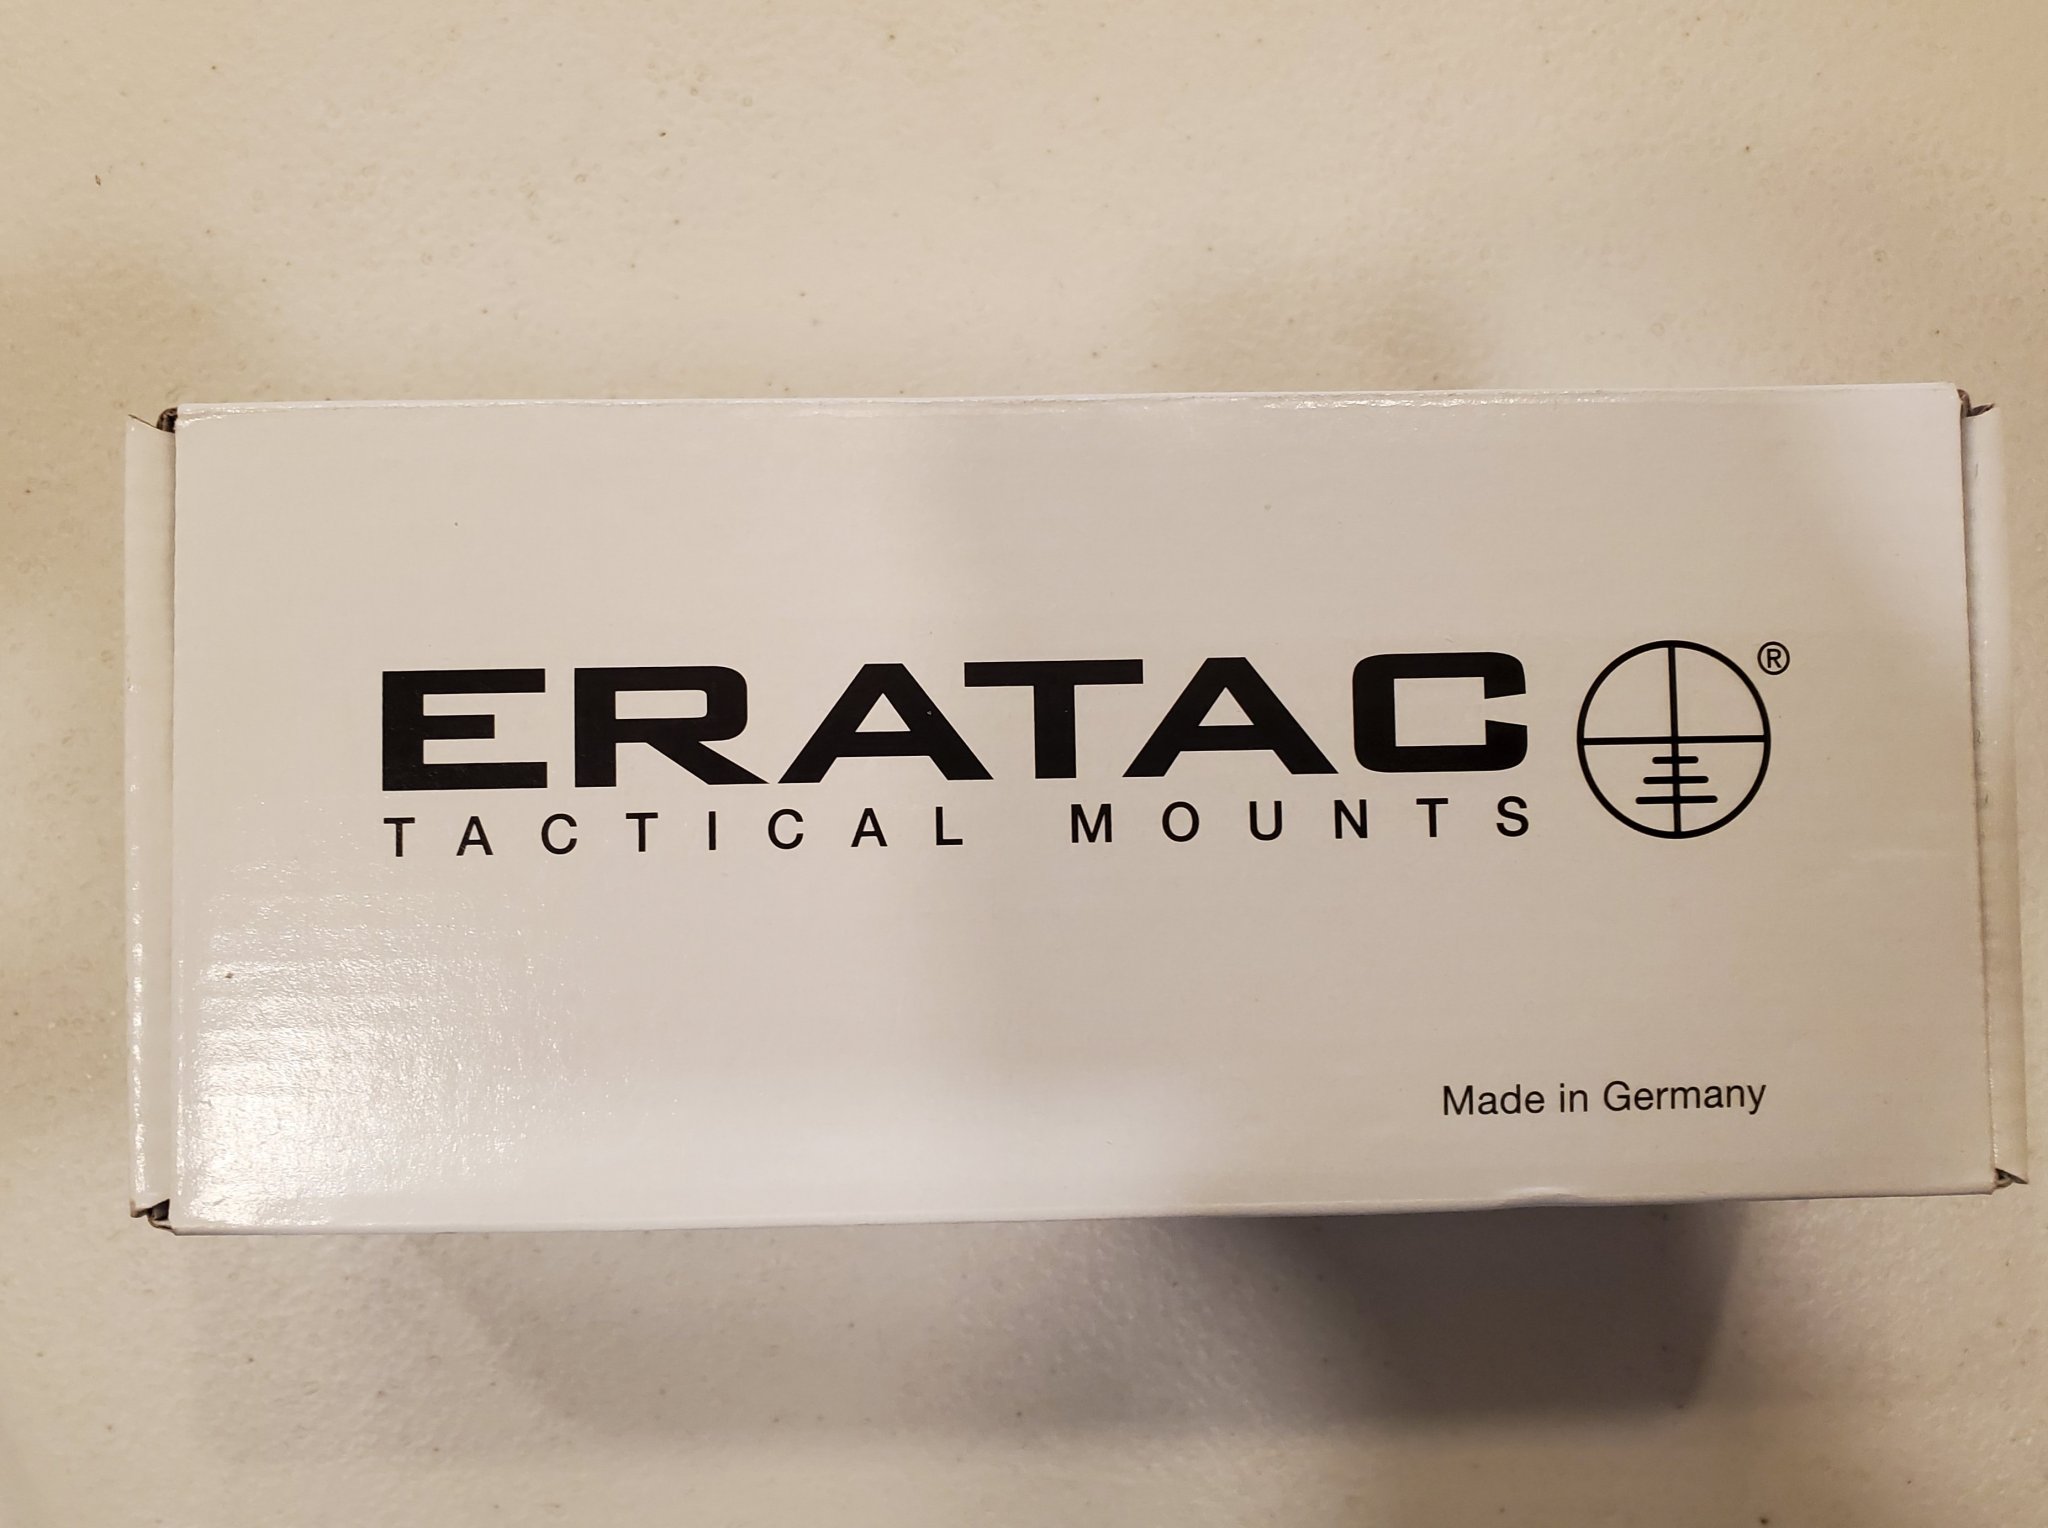 ERATAC ®
TACTICAL MOUNTS
Made in Germany